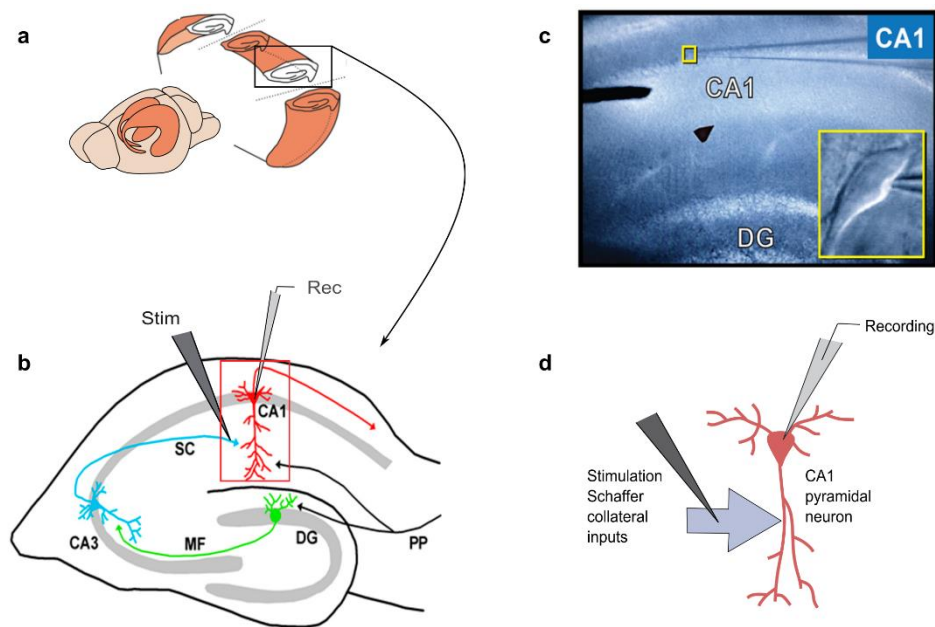 a
b
Stim
Rec
CA1
SC
CA3
MF
DG
PP
c
CA1
CA1
DG
d
Recording
Stimulation
Schaffer
collateral
inputs
CA1
pyramidal
neuron